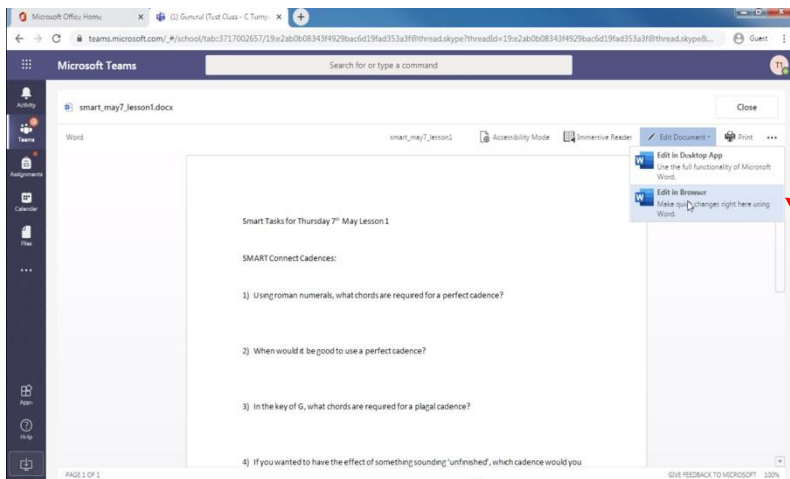 Microsoft Office Home
(1) General (Test Class - C Turnp
teams.microsoft.com/_#/school/tab::3717002657/19:e2ab0b08343f4929bac6d19fad353a3f@thread.skype?threadId=19:e2ab0b08343f4929bac6d19fad353a3f@thread.skype&...
Guest
Microsoft Teams
Search for or type a command
T1
Activity
smart_may7_lesson1.docx
Close
Teams
Word
smart_may7_lesson1
Accessibility Mode
Immersive Reader
Edit Document
Print
Edit in Desktop App
Use the full functionality of Microsoft
Word.
Assignments
Edit in Browser
Make quick changes right here using
Word.
Calendar
Files
Smart Tasks for Thursday 7th May Lesson 1
SMART Connect Cadences:
1) Using roman numerals, what chords are required for a perfect cadence?
2) When would it be good to use a perfect cadence?
3) In the key of G, what chords are required for a plagal cadence?
4) If you wanted to have the effect of something sounding 'unfinished', which cadence would you
Apps
Help
PAGE 1 OF 1
GIVE FEEDBACK TO MICROSOFT
100%